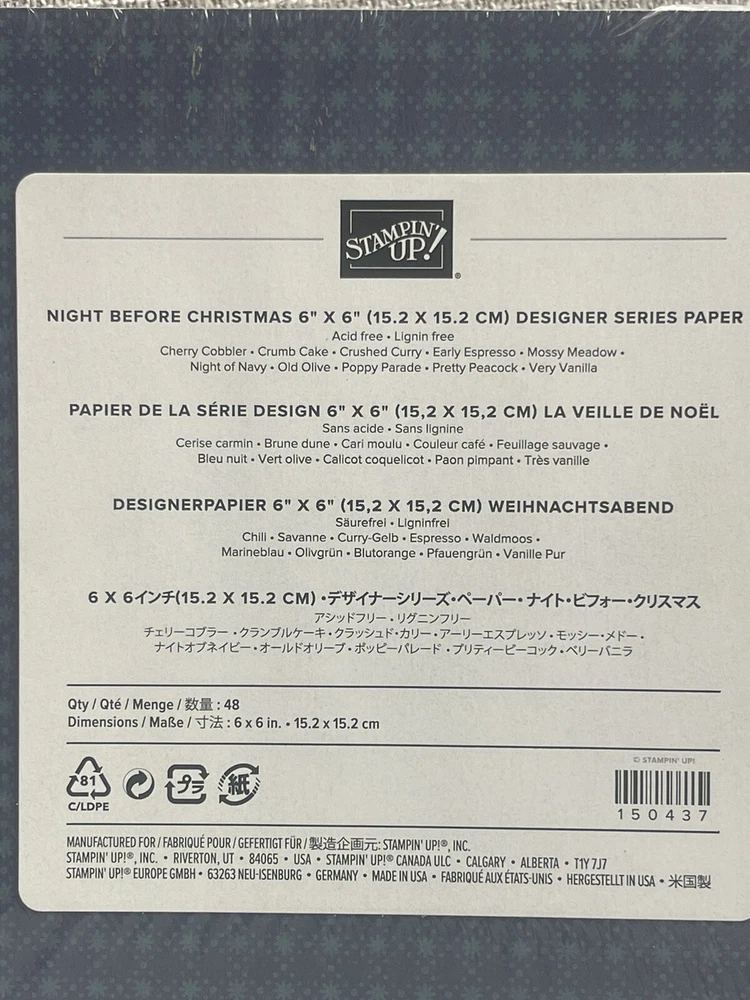 STAMPIN' UP!®
NIGHT BEFORE CHRISTMAS 6" X 6" (15.2 X 15.2 CM) DESIGNER SERIES PAPER
Acid free • Lignin free
Cherry Cobbler • Crumb Cake • Crushed Curry • Early Espresso • Mossy Meadow •
Night of Navy • Old Olive • Poppy Parade • Pretty Peacock • Very Vanilla
PAPIER DE LA SÉRIE DESIGN 6" X 6" (15,2 X 15,2 CM) LA VEILLE DE NOËL
Sans acide • Sans lignine
Cerise carmin • Brune dune • Cari moulu • Couleur café • Feuillage sauvage •
Bleu nuit • Vert olive • Calicot coquelicot • Paon pimpant • Très vanille
DESIGNERPAPIER 6" X 6" (15,2 X 15,2 CM) WEIHNACHTSABEND
Säurefrei • Ligninfrei
Chili • Savanne • Curry-Gelb • Espresso • Waldmoos •
Marineblau • Olivgrün • Blutorange • Pfauengrün • Vanille Pur
6 X 6インチ(15.2 X 15.2 CM) •デザイナーシリーズ・ペーパー・ナイト・ビフォー・クリスマス
アシッドフリー・リグニンフリー
チェリーコブラー・クランブルケーキ・クラッシュド・カリー・アーリーエスプレッソ・モッシー・メドー・
ナイトオブネイビー・オールドオリーブ・ポッピーパレード・プリティーピーコック・ベリーバニラ
Qty / Qté / Menge / 数量 : 48
Dimensions / Maße / 寸法 : 6 x 6 in. • 15.2 x 15.2 cm
81
C/LDPE
プラ
紙
© STAMPIN' UP!
150437
MANUFACTURED FOR / FABRIQUÉ POUR / GEFERTIGT FÜR / 製造企画元: STAMPIN' UP!®, INC.
STAMPIN' UP!®, INC. • RIVERTON, UT • 84065 • USA • STAMPIN' UP!® CANADA ULC • CALGARY • ALBERTA • T1Y 7J7
STAMPIN' UP!® EUROPE GMBH • 63263 NEU-ISENBURG • GERMANY • MADE IN USA • FABRIQUÉ AUX ÉTATS-UNIS • HERGESTELLT IN USA • 米国製